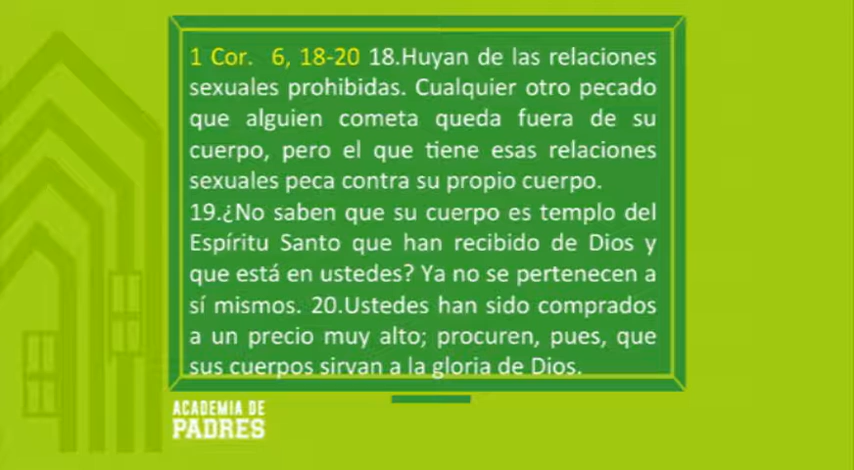 1 Cor.  6, 18-20 18.Huyan de las relaciones
sexuales prohibidas. Cualquier otro pecado
que alguien cometa queda fuera de su
cuerpo, pero el que tiene esas relaciones
sexuales peca contra su propio cuerpo.
19.¿No saben que su cuerpo es templo del
Espíritu Santo que han recibido de Dios y
que está en ustedes? Ya no se pertenecen a
sí mismos. 20.Ustedes han sido comprados
a un precio muy alto; procuren, pues, que
sus cuerpos sirvan a la gloria de Dios.
ACADEMIA DE
PADRES